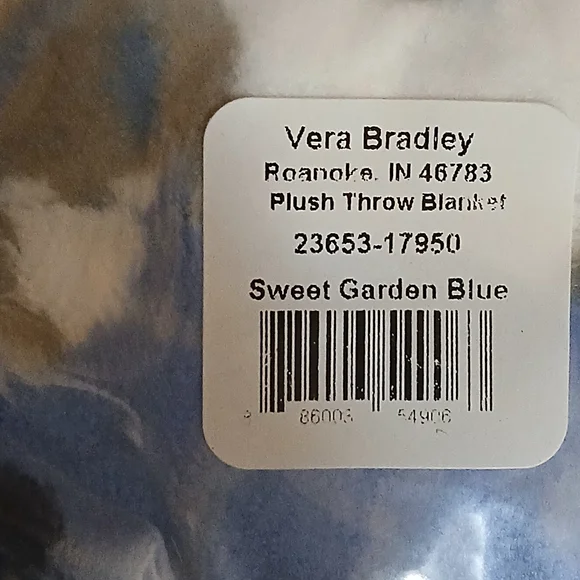 Vera Bradley
Roanoke, IN 46783
Plush Throw Blanket
23653-17950
Sweet Garden Blue
86003 54906